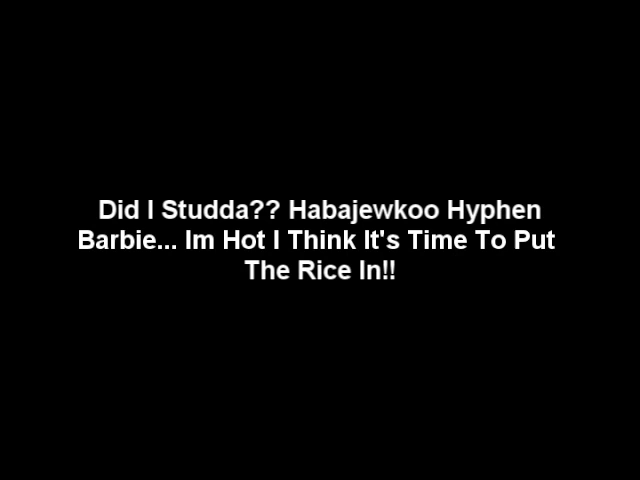 Did I Studda?? Habajewkoo Hyphen
Barbie... Im Hot I Think It's Time To Put
The Rice In!!